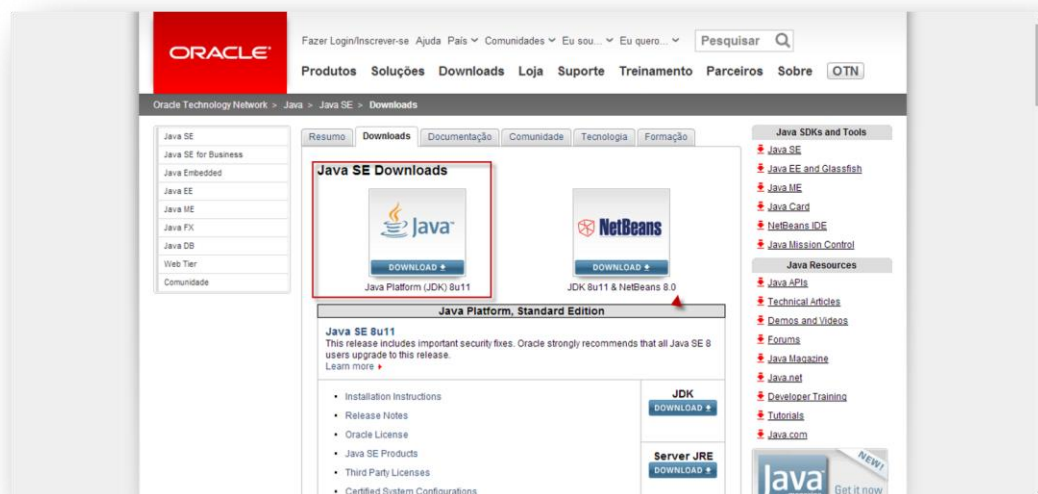 ORACLE
Fazer Login/Inscrever-se Ajuda País Comunidades Eu sou... Eu quero... Pesquisar
Produtos Soluções Downloads Loja Suporte Treinamento Parceiros Sobre OTN
Oracle Technology Network > Java > Java SE > Downloads
Java SE
Java SE for Business
Java Embedded
Java EE
Java ME
Java FX
Java DB
Web Tier
Comunidade
Resumo Downloads Documentação Comunidade Tecnologia Formação
Java SE Downloads
Java
DOWNLOAD
Java Platform (JDK) 8u11
NetBeans
DOWNLOAD
JDK 8u11 & NetBeans 8.0
Java Platform, Standard Edition
Java SE 8u11
This release includes important security fixes. Oracle strongly recommends that all Java SE 8
users upgrade to this release.
Learn more
• Installation Instructions
• Release Notes
• Oracle License
• Java SE Products
• Third Party Licenses
• Certified System Configurations
JDK
DOWNLOAD
Server JRE
DOWNLOAD
Java SDKs and Tools
Java SE
Java EE and Glassfish
Java ME
Java Card
NetBeans IDE
Java Mission Control
Java Resources
Java APIs
Technical Articles
Demos and Videos
Forums
Java Magazine
Java.net
Developer Training
Tutorials
Java.com
NEW!
Java Get it now